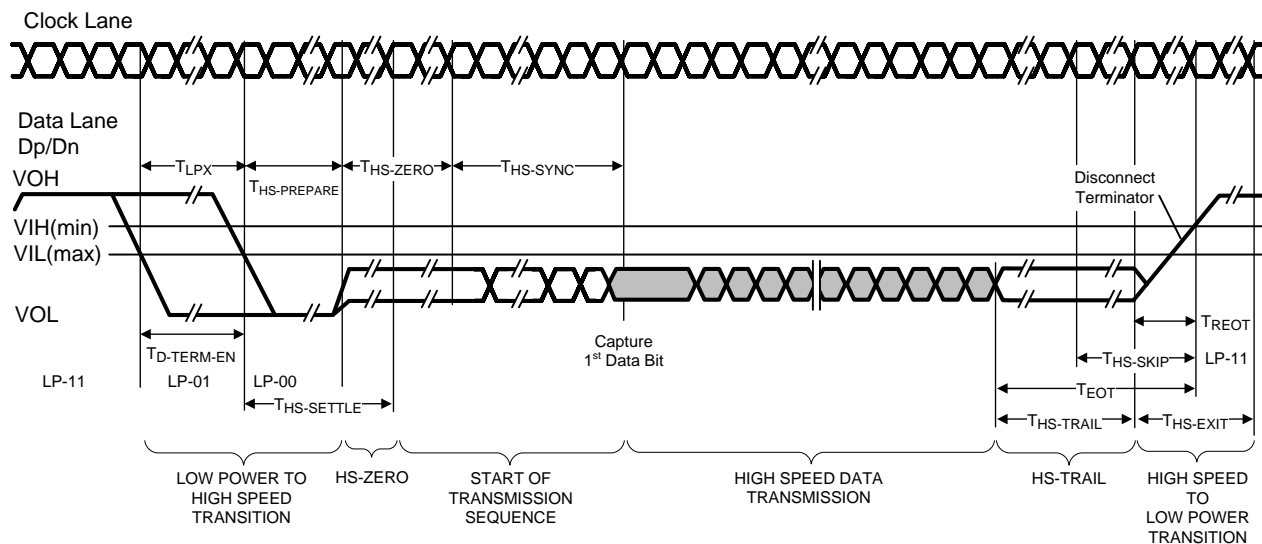 Clock Lane
Data Lane
Dp/Dn
VOH
VIH(min)
VIL(max)
VOL
TLPX
THS-PREPARE
THS-ZERO
THS-SYNC
Disconnect
Terminator
TD-TERM-EN
Capture
1st Data Bit
TREOT
THS-SKIP
LP-11
LP-11
LP-01
LP-00
TEOT
THS-SETTLE
THS-TRAIL
THS-EXIT
LOW POWER TO
HIGH SPEED
TRANSITION
HS-ZERO
START OF
TRANSMISSION
SEQUENCE
HIGH SPEED DATA
TRANSMISSION
HS-TRAIL
HIGH SPEED
TO
LOW POWER
TRANSITION